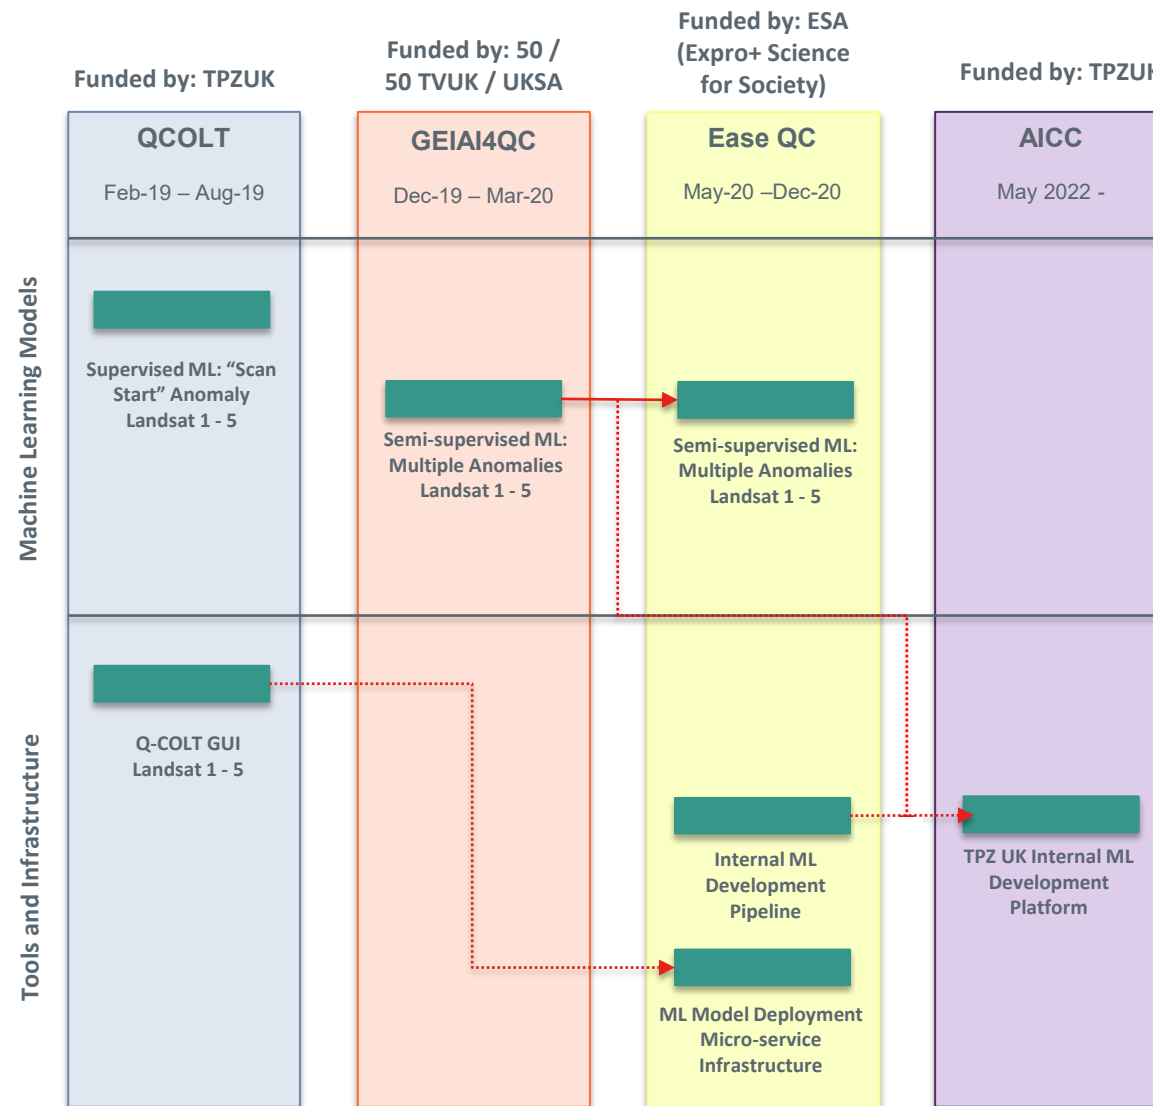 Funded by: TPZUK
Funded by: 50 /
50 TVUK / UKSA
Funded by: ESA
(Expro+ Science
for Society)
Funded by: TPZUK
QCOLT
Feb-19 – Aug-19
GEIAI4QC
Dec-19 – Mar-20
Ease QC
May-20 –Dec-20
AICC
May 2022 -
Machine Learning Models
Supervised ML: “Scan
Start” Anomaly
Landsat 1 - 5
Semi-supervised ML:
Multiple Anomalies
Landsat 1 - 5
Semi-supervised ML:
Multiple Anomalies
Landsat 1 - 5
Tools and Infrastructure
Q-COLT GUI
Landsat 1 - 5
Internal ML
Development
Pipeline
TPZ UK Internal ML
Development
Platform
ML Model Deployment
Micro-service
Infrastructure